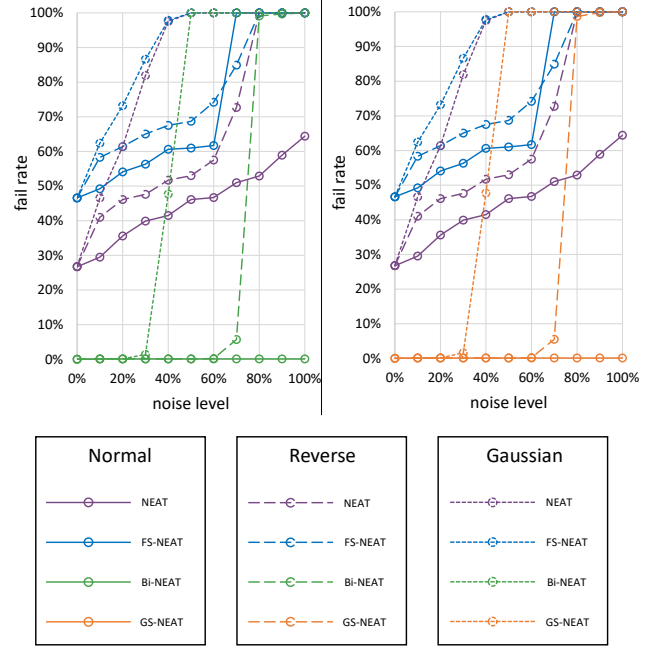 100%
90%
80%
70%
60%
50%
40%
30%
20%
10%
0%
fail rate
0% 20% 40% 60% 80% 100%
noise level
100%
90%
80%
70%
60%
50%
40%
30%
20%
10%
0%
fail rate
0% 20% 40% 60% 80% 100%
noise level
Normal
NEAT
FS-NEAT
Bi-NEAT
GS-NEAT
Reverse
NEAT
FS-NEAT
Bi-NEAT
GS-NEAT
Gaussian
NEAT
FS-NEAT
Bi-NEAT
GS-NEAT